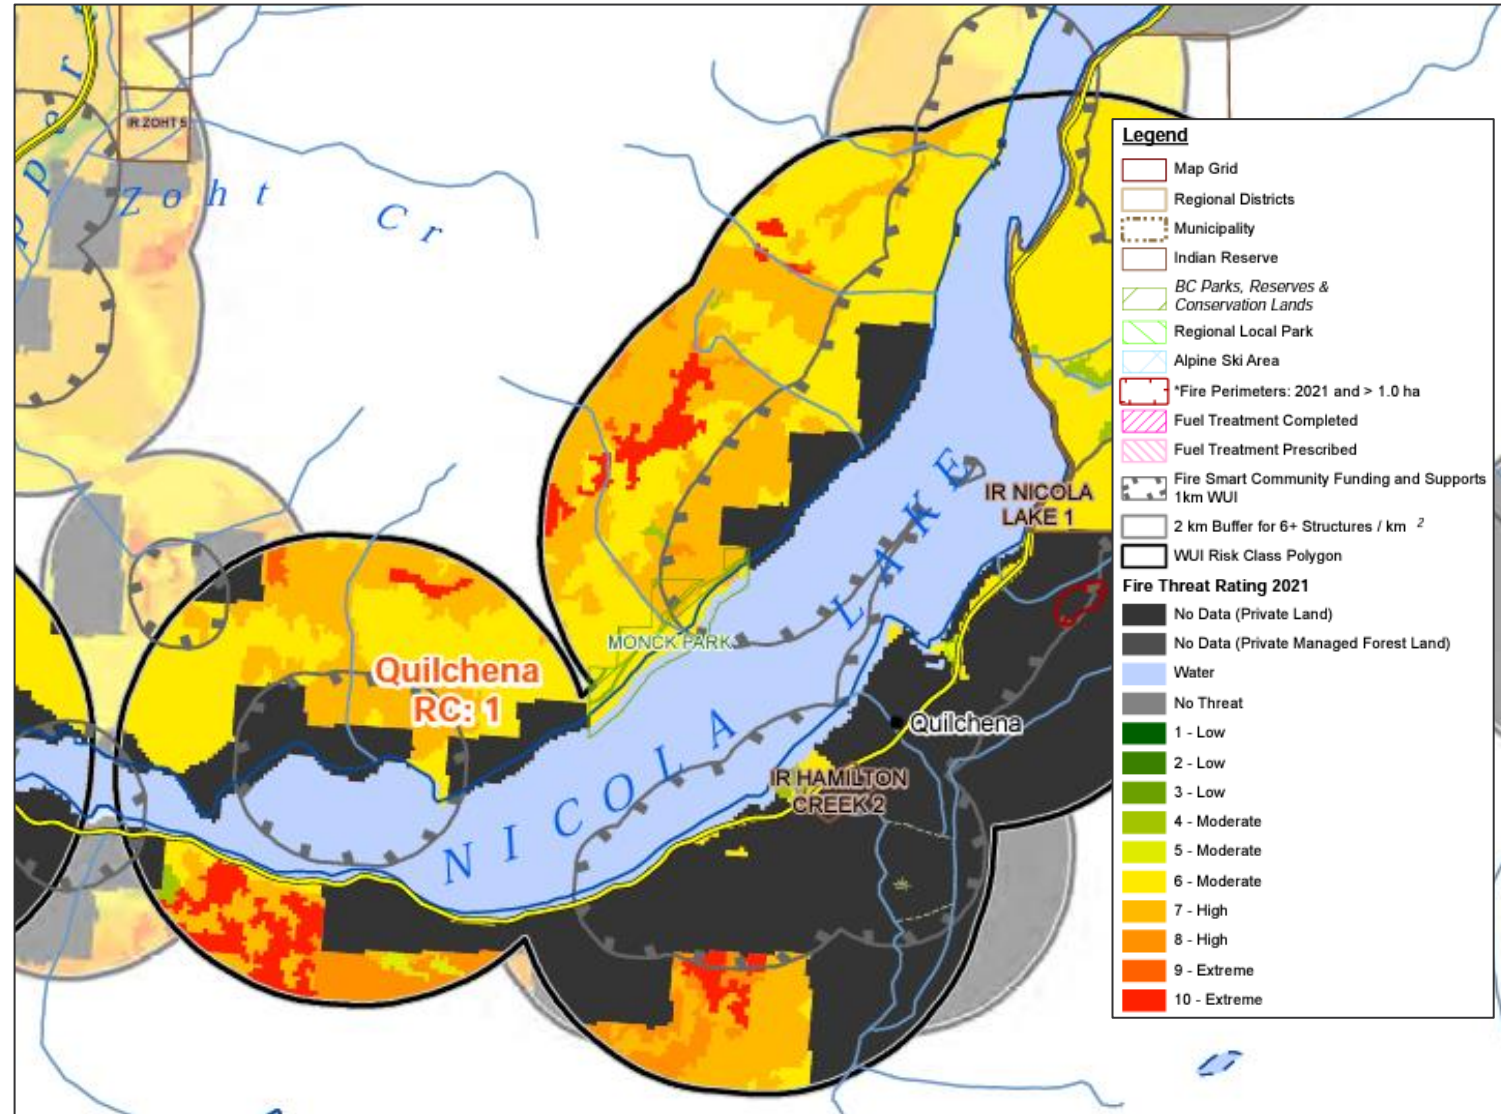 upper
IR ZOHT 5
Zoht Cr
NICOLA LAKE
IR NICOLA
LAKE 1
MONCK PARK
Quilchena
RC: 1
Quilchena
IR HAMILTON
CREEK 2
Legend
Map Grid
Regional Districts
Municipality
Indian Reserve
BC Parks, Reserves &
Conservation Lands
Regional Local Park
Alpine Ski Area
*Fire Perimeters: 2021 and > 1.0 ha
Fuel Treatment Completed
Fuel Treatment Prescribed
Fire Smart Community Funding and Supports
1km WUI
2 km Buffer for 6+ Structures / km 2
WUI Risk Class Polygon
Fire Threat Rating 2021
No Data (Private Land)
No Data (Private Managed Forest Land)
Water
No Threat
1 - Low
2 - Low
3 - Low
4 - Moderate
5 - Moderate
6 - Moderate
7 - High
8 - High
9 - Extreme
10 - Extreme